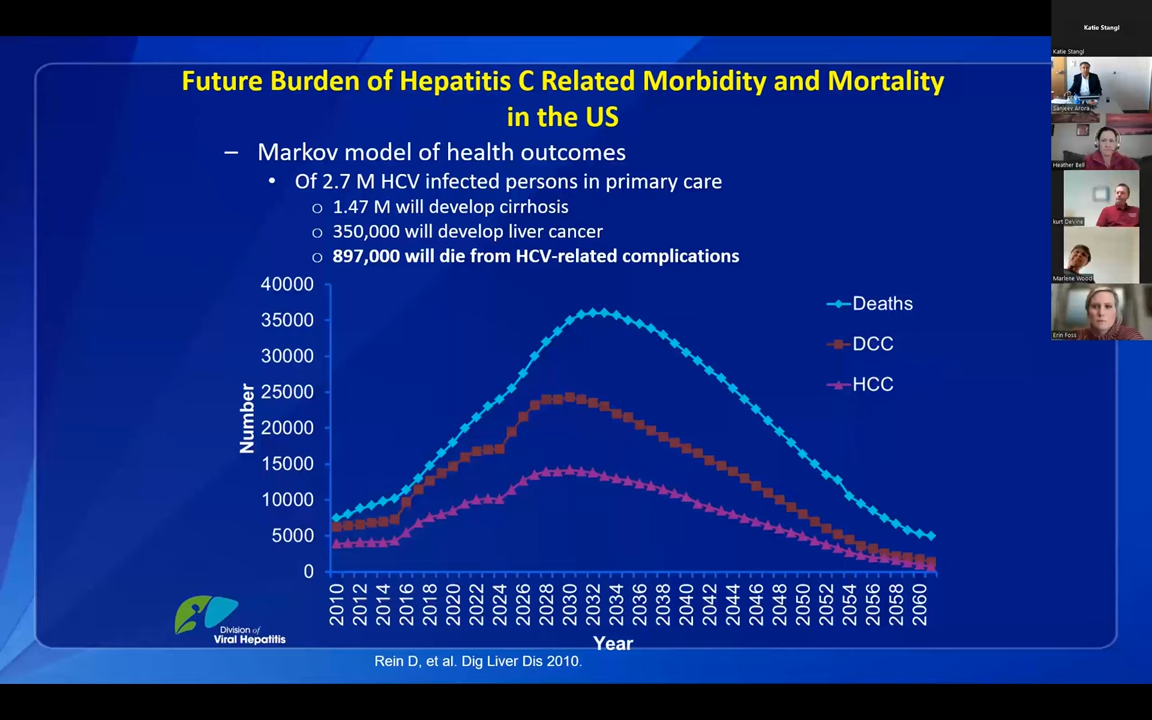 Future Burden of Hepatitis C Related Morbidity and Mortality
in the US
– Markov model of health outcomes
• Of 2.7 M HCV infected persons in primary care
o 1.47 M will develop cirrhosis
o 350,000 will develop liver cancer
o 897,000 will die from HCV-related complications
40000
35000
30000
25000
20000
15000
10000
5000
0
Number
Deaths
DCC
HCC
2010 2012 2014 2016 2018 2020 2022 2024 2026 2028 2030 2032 2034 2036 2038 2040 2042 2044 2046 2048 2050 2052 2054 2056 2058 2060
Year
Division of
Viral Hepatitis
Rein D, et al. Dig Liver Dis 2010.
Katie Stangl
Katie Stangl
Sanjeev Arora
Heather Bell
kurt Devine
Marlene Wood
Erin Foss